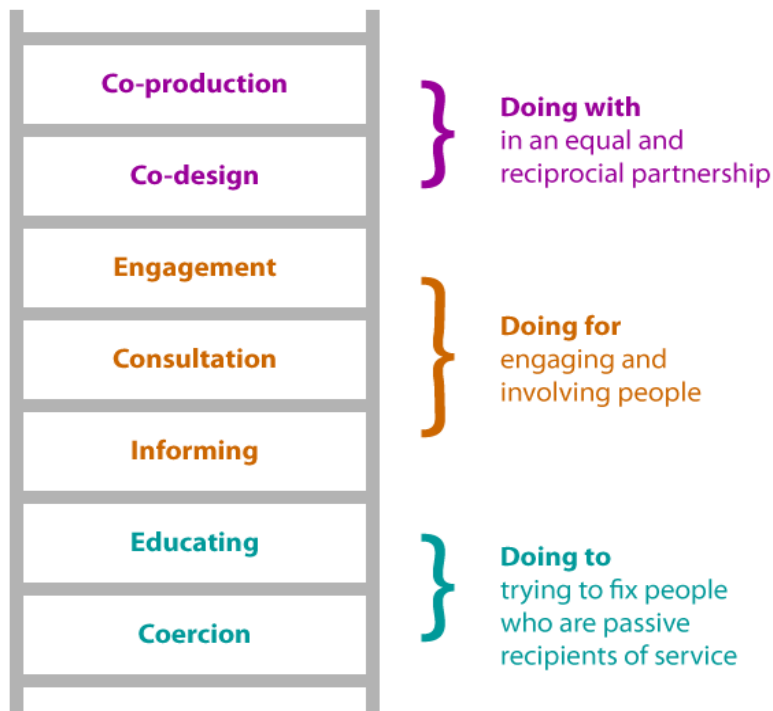 Co-production
Co-design
Engagement
Consultation
Informing
Educating
Coercion
Doing with
in an equal and
reciprocial partnership
Doing for
engaging and
involving people
Doing to
trying to fix people
who are passive
recipients of service